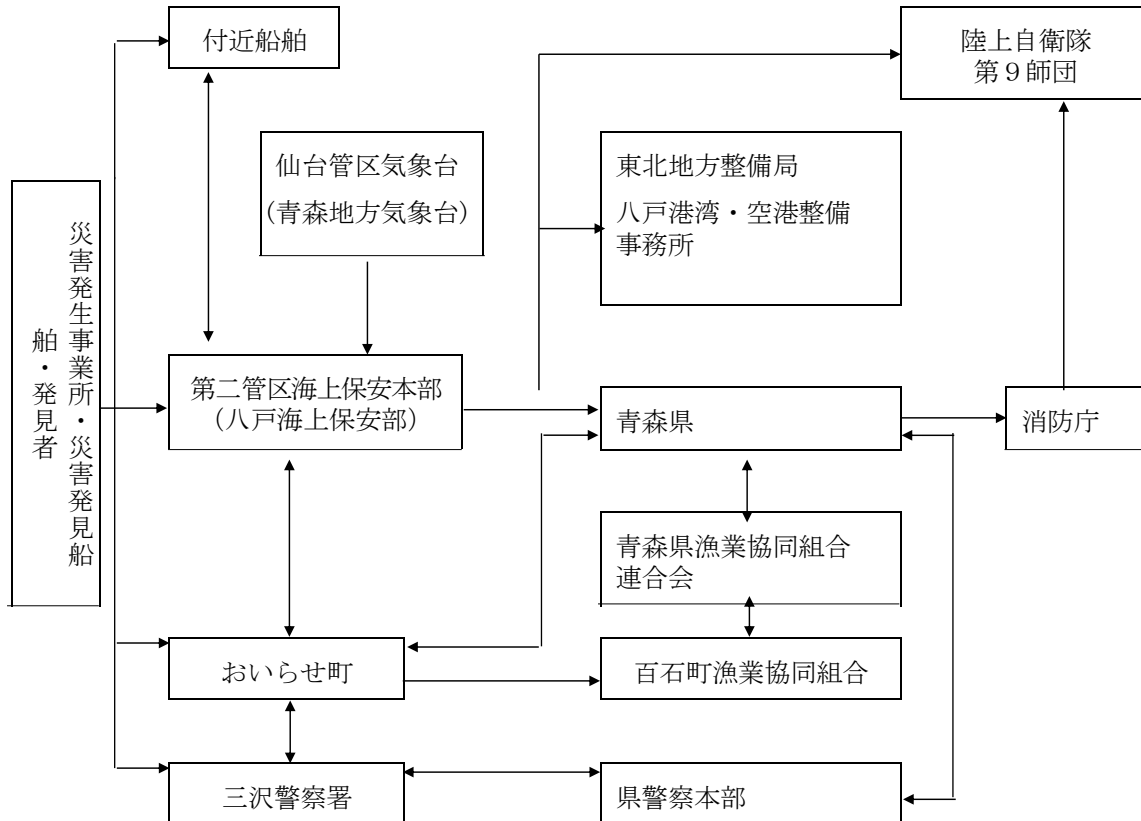 付近船舶
陸上自衛隊
第9師団
仙台管区気象台
(青森地方気象台)
東北地方整備局
八戸港湾・空港整備
事務所
災害発生事業所・災害発見船
舶・発見者
第二管区海上保安本部
(八戸海上保安部)
青森県
消防庁
青森県漁業協同組合
連合会
おいらせ町
百石町漁業協同組合
三沢警察署
県警察本部